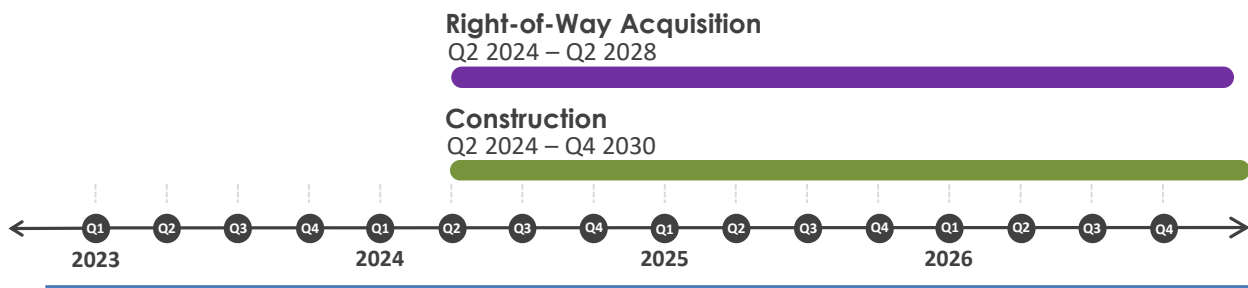 Right-of-Way Acquisition
Q2 2024 – Q2 2028
Construction
Q2 2024 – Q4 2030
Q1 Q2 Q3 Q4 Q1 Q2 Q3 Q4 Q1 Q2 Q3 Q4 Q1 Q2 Q3 Q4
2023 2024 2025 2026